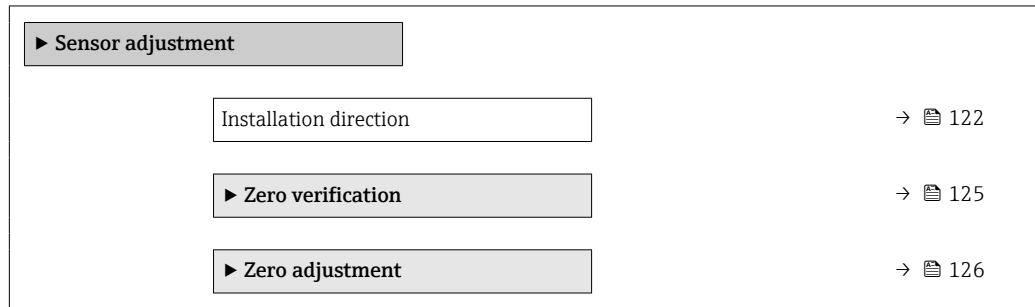 ▶ Sensor adjustment
Installation direction → 🖹 122
▶ Zero verification → 🖹 125
▶ Zero adjustment → 🖹 126